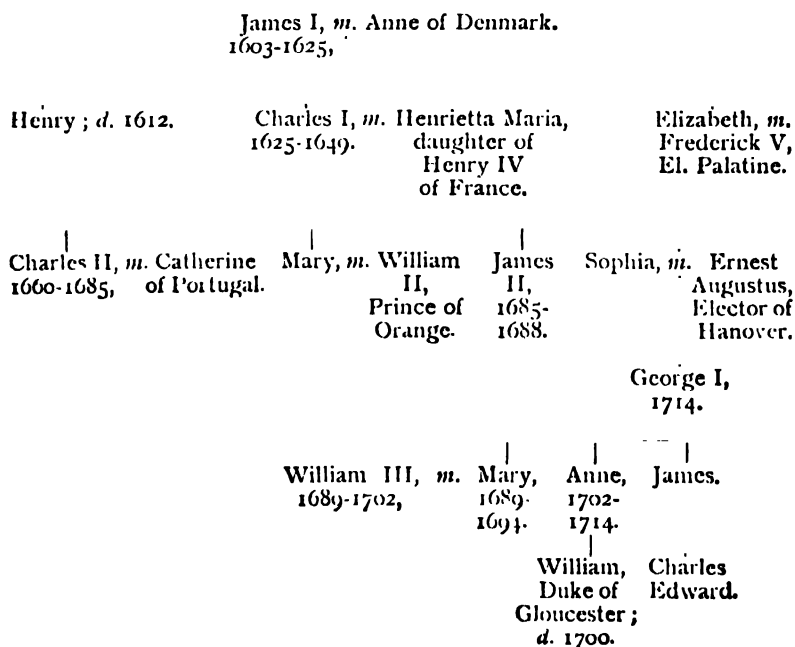 James I, m. Anne of Denmark.
1603-1625,
Henry ; d. 1612.
Charles I, m. Henrietta Maria,
1625-1649. daughter of
Henry IV
of France.
Elizabeth, m.
Frederick V,
El. Palatine.
Charles II, m. Catherine
1660-1685, of Portugal.
Mary, m. William
II,
Prince of
Orange.
James
II,
1685-
1688.
Sophia, m. Ernest
Augustus,
Elector of
Hanover.
George I,
1714.
William III, m. Mary,
1689-1702, 1689-
1694.
Anne,
1702-
1714.
James.
William,
Duke of
Gloucester ;
d. 1700.
Charles
Edward.